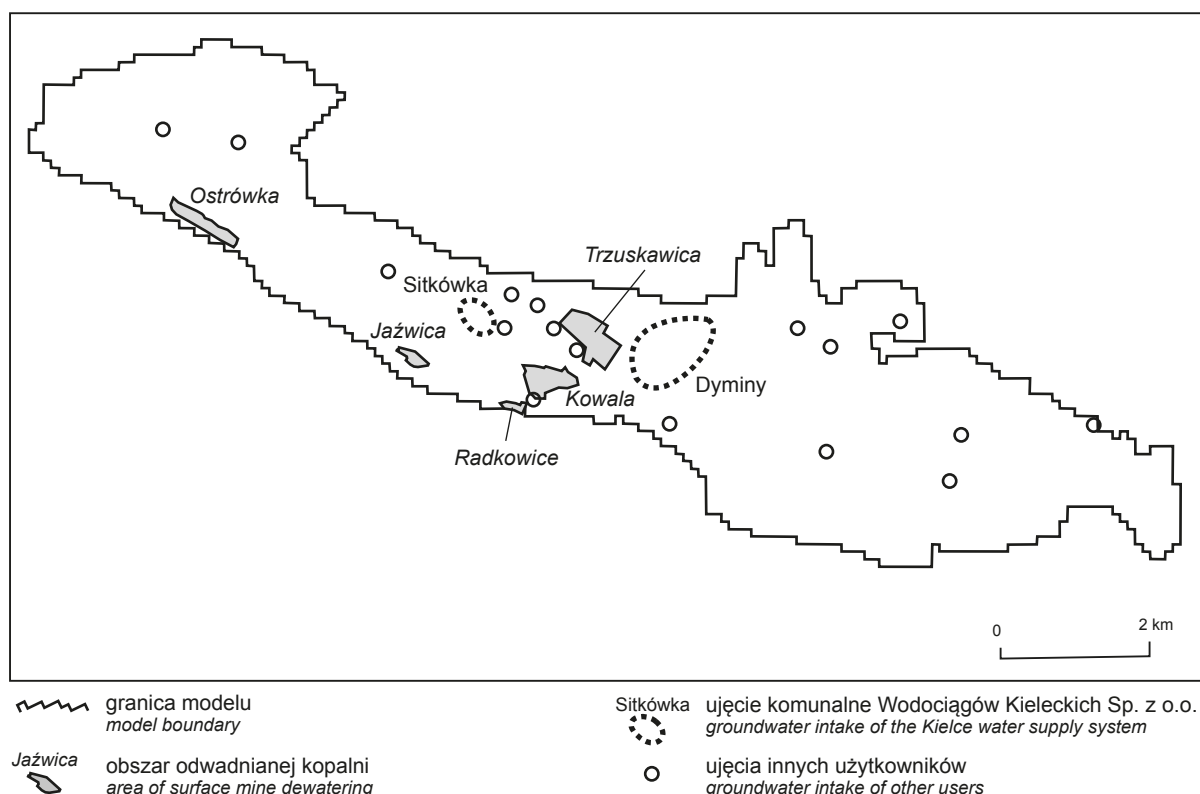 Ostrówka
Trzuskawica
Sitkówka
Jaźwica
Dyminy
Kowala
Radkowice
0
2 km
granica modelu
model boundary
Jaźwica
obszar odwadnianej kopalni
area of surface mine dewatering
Sitkówka
ujęcie komunalne Wodociągów Kieleckich Sp. z o.o.
groundwater intake of the Kielce water supply system
ujęcia innych użytkowników
groundwater intake of other users